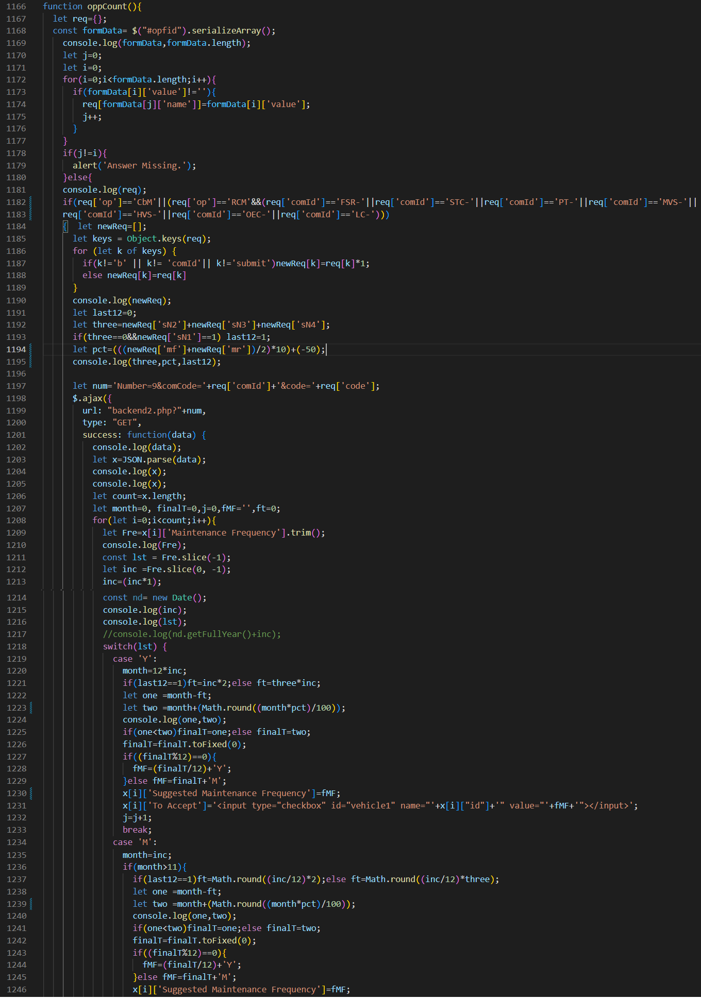 1166 function oppCount(){
1167 let req={};
1168 const formData= $("#opfid").serializeArray();
1169 console.log(formData,formData.length);
1170 let j=0;
1171 let i=0;
1172 for(i=0;i<formData.length;i++){
1173 if(formData[i]['value']!=''){
1174 req[formData[j]['name']]=formData[i]['value'];
1175 j++;
1176 }
1177 }
1178 if(j!=i){
1179 alert('Answer Missing.');
1180 }else{
1181 console.log(req);
1182 if(req['op']=='CbM'||(req['op']=='RCM'&&(req['comId']=='FSR-'||req['comId']=='STC-'||req['comId']=='PT-'||req['comId']=='MVS-'||
1183 req['comId']=='HVS-'||req['comId']=='OEC-'||req['comId']=='LC-')))
1184 { let newReq=[];
1185 let keys = Object.keys(req);
1186 for (let k of keys) {
1187 if(k!='b' || k!= 'comId'|| k!='submit')newReq[k]=req[k]*1;
1188 else newReq[k]=req[k]
1189 }
1190 console.log(newReq);
1191 let last12=0;
1192 let three=newReq['sN2']+newReq['sN3']+newReq['sN4'];
1193 if(three==0&&newReq['sN1']==1) last12=1;
1194 let pct=(((newReq['mf']+newReq['mr'])/2)*10)+(-50);
1195 console.log(three,pct,last12);
1196
1197 let num='Number=9&comCode='+req['comId']+'&code='+req['code'];
1198 $.ajax({
1199 url: "backend2.php?"+num,
1200 type: "GET",
1201 success: function(data) {
1202 console.log(data);
1203 let x=JSON.parse(data);
1204 console.log(x);
1205 console.log(x);
1206 let count=x.length;
1207 let month=0, finalT=0,j=0,fMF='',ft=0;
1208 for(let i=0;i<count;i++){
1209 let Fre=x[i]['Maintenance Frequency'].trim();
1210 console.log(Fre);
1211 const lst = Fre.slice(-1);
1212 let inc =Fre.slice(0, -1);
1213 inc=(inc*1);
1214 const nd= new Date();
1215 console.log(inc);
1216 console.log(lst);
1217 //console.log(nd.getFullYear()+inc);
1218 switch(lst) {
1219 case 'Y':
1220 month=12*inc;
1221 if(last12==1)ft=inc*2;else ft=three*inc;
1222 let one =month-ft;
1223 let two =month+(Math.round((month*pct)/100));
1224 console.log(one,two);
1225 if(one<two)finalT=one;else finalT=two;
1226 finalT=finalT.toFixed(0);
1227 if((finalT%12)==0){
1228 fMF=(finalT/12)+'Y';
1229 }else fMF=finalT+'M';
1230 x[i]['Suggested Maintenance Frequency']=fMF;
1231 x[i]['To Accept']='<input type="checkbox" id="vehicle1" name="'+x[i]["id"]+'" value="'+fMF+'"></input>';
1232 j=j+1;
1233 break;
1234 case 'M':
1235 month=inc;
1236 if(month>11){
1237 if(last12==1)ft=Math.round((inc/12)*2);else ft=Math.round((inc/12)*three);
1238 let one =month-ft;
1239 let two =month+(Math.round((month*pct)/100));
1240 console.log(one,two);
1241 if(one<two)finalT=one;else finalT=two;
1242 finalT=finalT.toFixed(0);
1243 if((finalT%12)==0){
1244 fMF=(finalT/12)+'Y';
1245 }else fMF=finalT+'M';
1246 x[i]['Suggested Maintenance Frequency']=fMF;